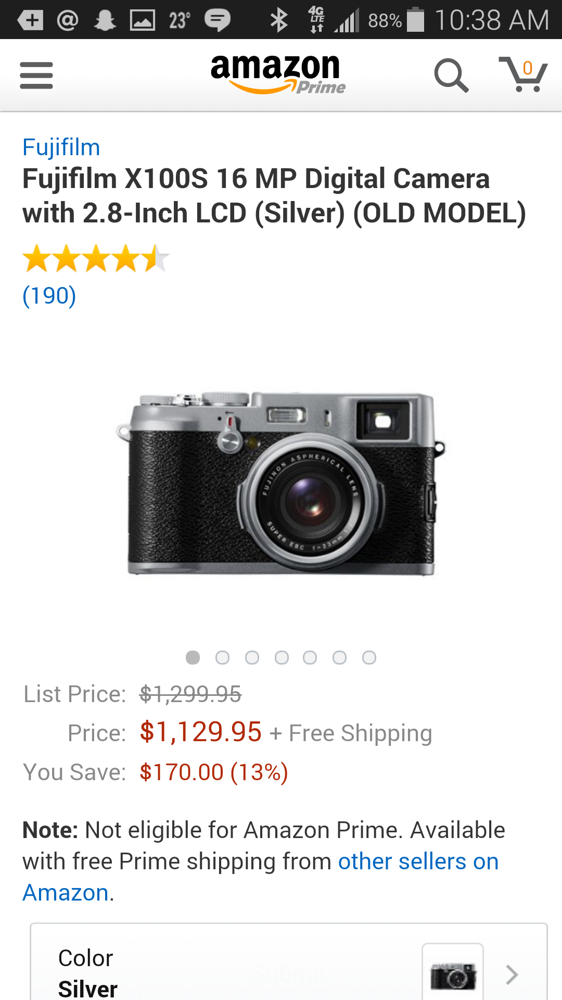 23° 4G LTE 88% 10:38 AM
amazon
Prime
0
Fujifilm
Fujifilm X100S 16 MP Digital Camera
with 2.8-Inch LCD (Silver) (OLD MODEL)
(190)
FUJINON ASPHERICAL LENS
SUPER EBC f=23mm
List Price: $1,299.95
Price: $1,129.95 + Free Shipping
You Save: $170.00 (13%)
Note: Not eligible for Amazon Prime. Available
with free Prime shipping from other sellers on
Amazon.
Color
Submit
Silver